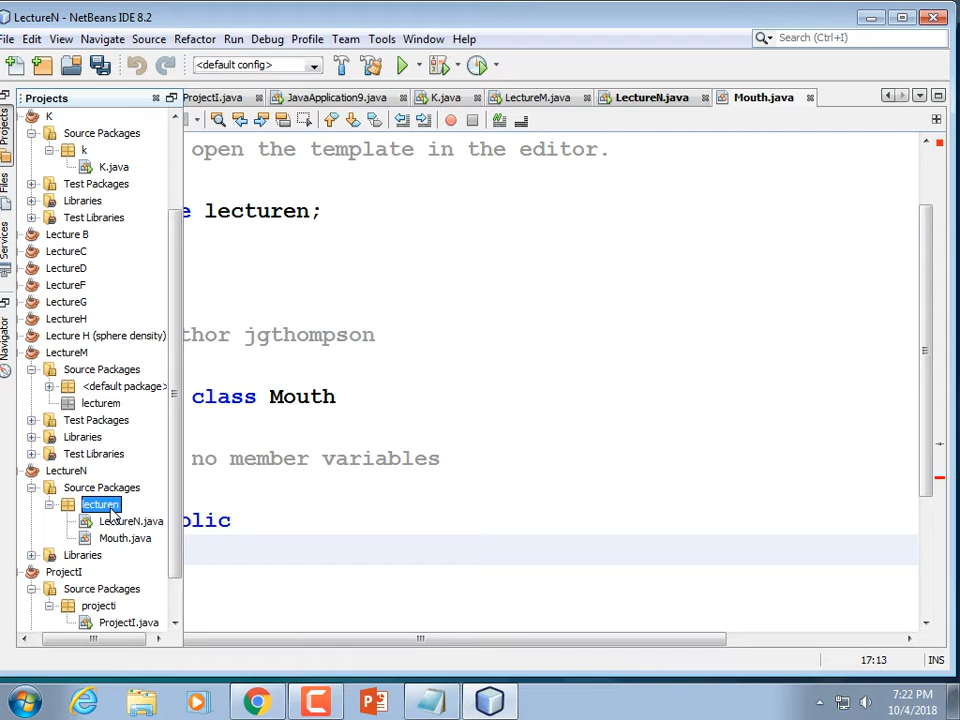 LectureN - NetBeans IDE 8.2
File Edit View Navigate Source Refactor Run Debug Profile Team Tools Window Help
Search (Ctrl+I)
<default config>
Projects
ProjectI.java JavaApplication9.java K.java LectureM.java LectureN.java Mouth.java
Projects
Files
Services
Navigator
K
Source Packages
k
K.java
Test Packages
Libraries
Test Libraries
Lecture B
LectureC
LectureD
LectureF
LectureG
LectureH
Lecture H (sphere density)
LectureM
Source Packages
<default package>
lecturem
Test Packages
Libraries
Test Libraries
LectureN
Source Packages
lecturen
LectureN.java
Mouth.java
Libraries
ProjectI
Source Packages
projecti
ProjectI.java
open the template in the editor.
e lecturen;
thor jgthompson
class Mouth
no member variables
blic
17:13 INS
7:22 PM
10/4/2018